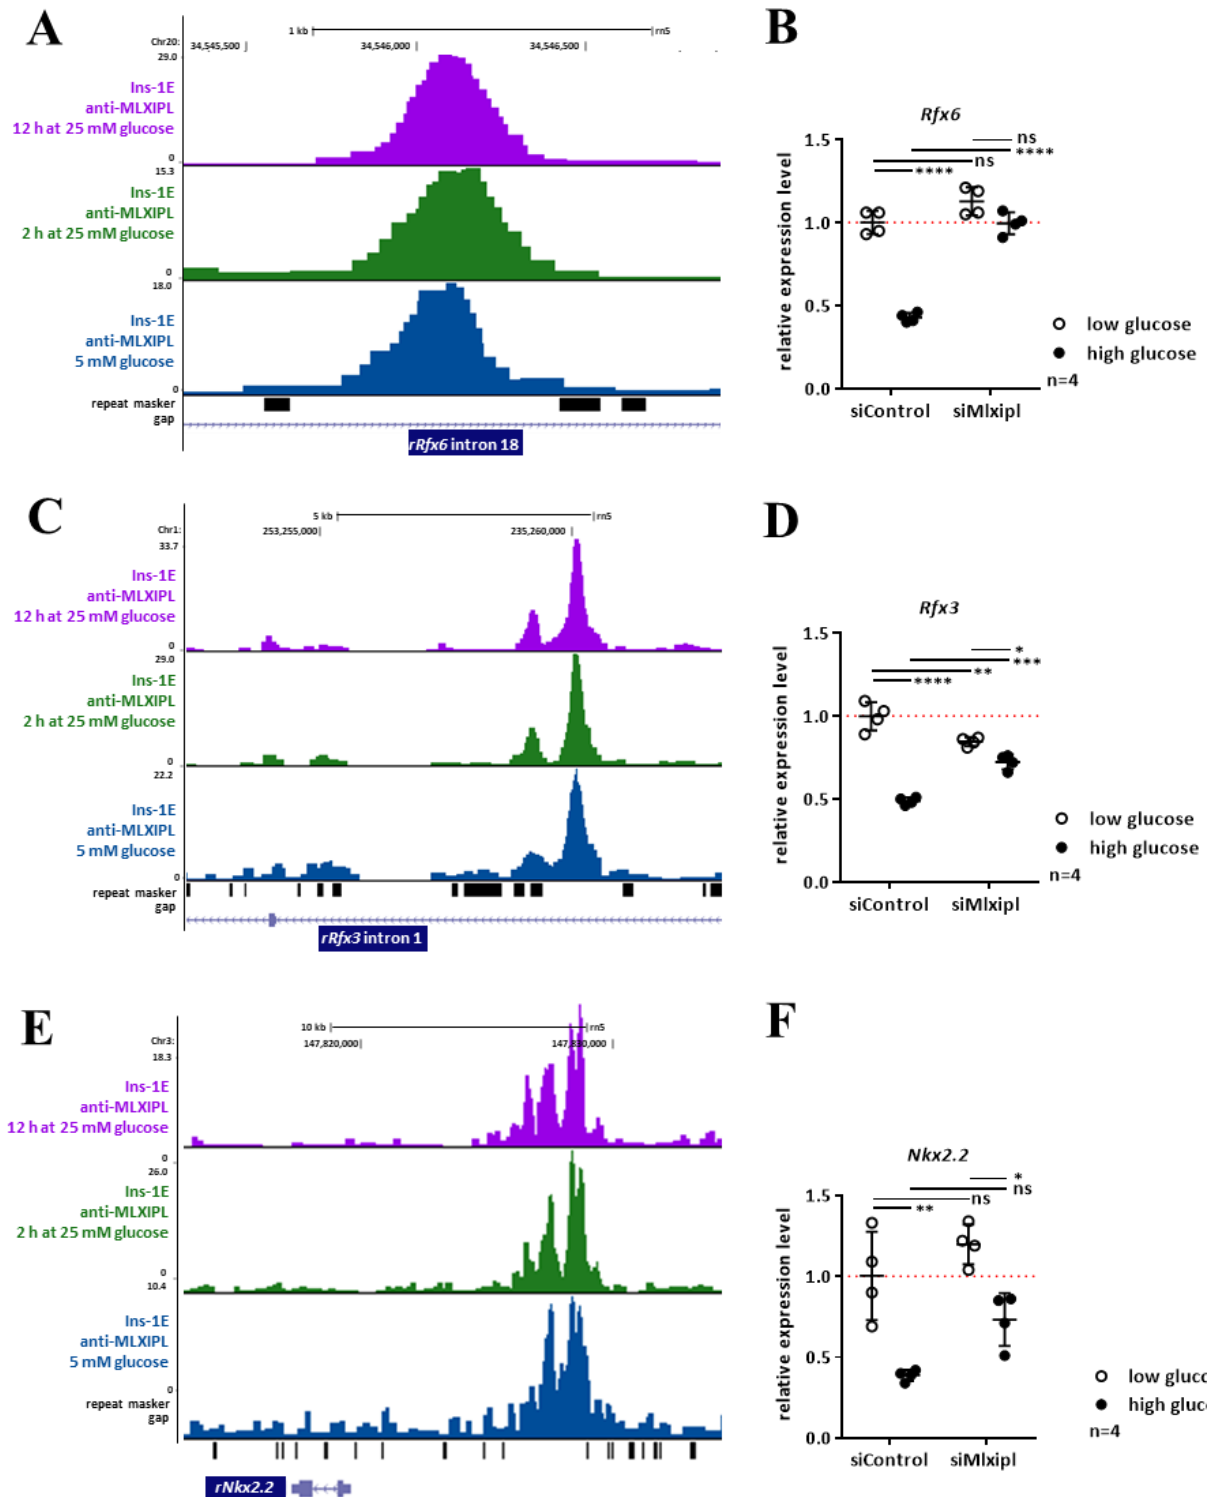 A
1 kb
rn5
Chr20:
34,545,500
34,546,000
34,546,500
29.0
Ins-1E
anti-MLXIPL
12 h at 25 mM glucose
0
15.3
Ins-1E
anti-MLXIPL
2 h at 25 mM glucose
0
18.0
Ins-1E
anti-MLXIPL
5 mM glucose
0
repeat masker
gap
rRfx6 intron 18
B
Rfx6
ns
****
ns
****
relative expression level
1.5
1.0
0.5
0.0
siControl
siMlxipl
low glucose
high glucose
n=4
C
5 kb
rn5
Chr1:
253,255,000
235,260,000
33.7
Ins-1E
anti-MLXIPL
12 h at 25 mM glucose
0
29.0
Ins-1E
anti-MLXIPL
2 h at 25 mM glucose
0
22.2
Ins-1E
anti-MLXIPL
5 mM glucose
0
repeat masker
gap
rRfx3 intron 1
D
Rfx3
*
***
**
****
relative expression level
1.5
1.0
0.5
0.0
siControl
siMlxipl
low glucose
high glucose
n=4
E
10 kb
rn5
Chr3:
147,820,000
147,830,000
18.3
Ins-1E
anti-MLXIPL
12 h at 25 mM glucose
0
26.0
Ins-1E
anti-MLXIPL
2 h at 25 mM glucose
0
10.4
Ins-1E
anti-MLXIPL
5 mM glucose
0
repeat masker
gap
rNkx2.2
F
Nkx2.2
*
ns
ns
**
relative expression level
1.5
1.0
0.5
0.0
siControl
siMlxipl
low gluco
high gluco
n=4